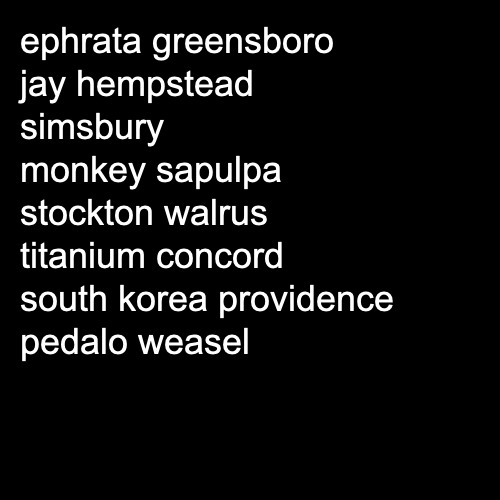 ephrata greensboro
jay hempstead
simsbury
monkey sapulpa
stockton walrus
titanium concord
south korea providence
pedalo weasel